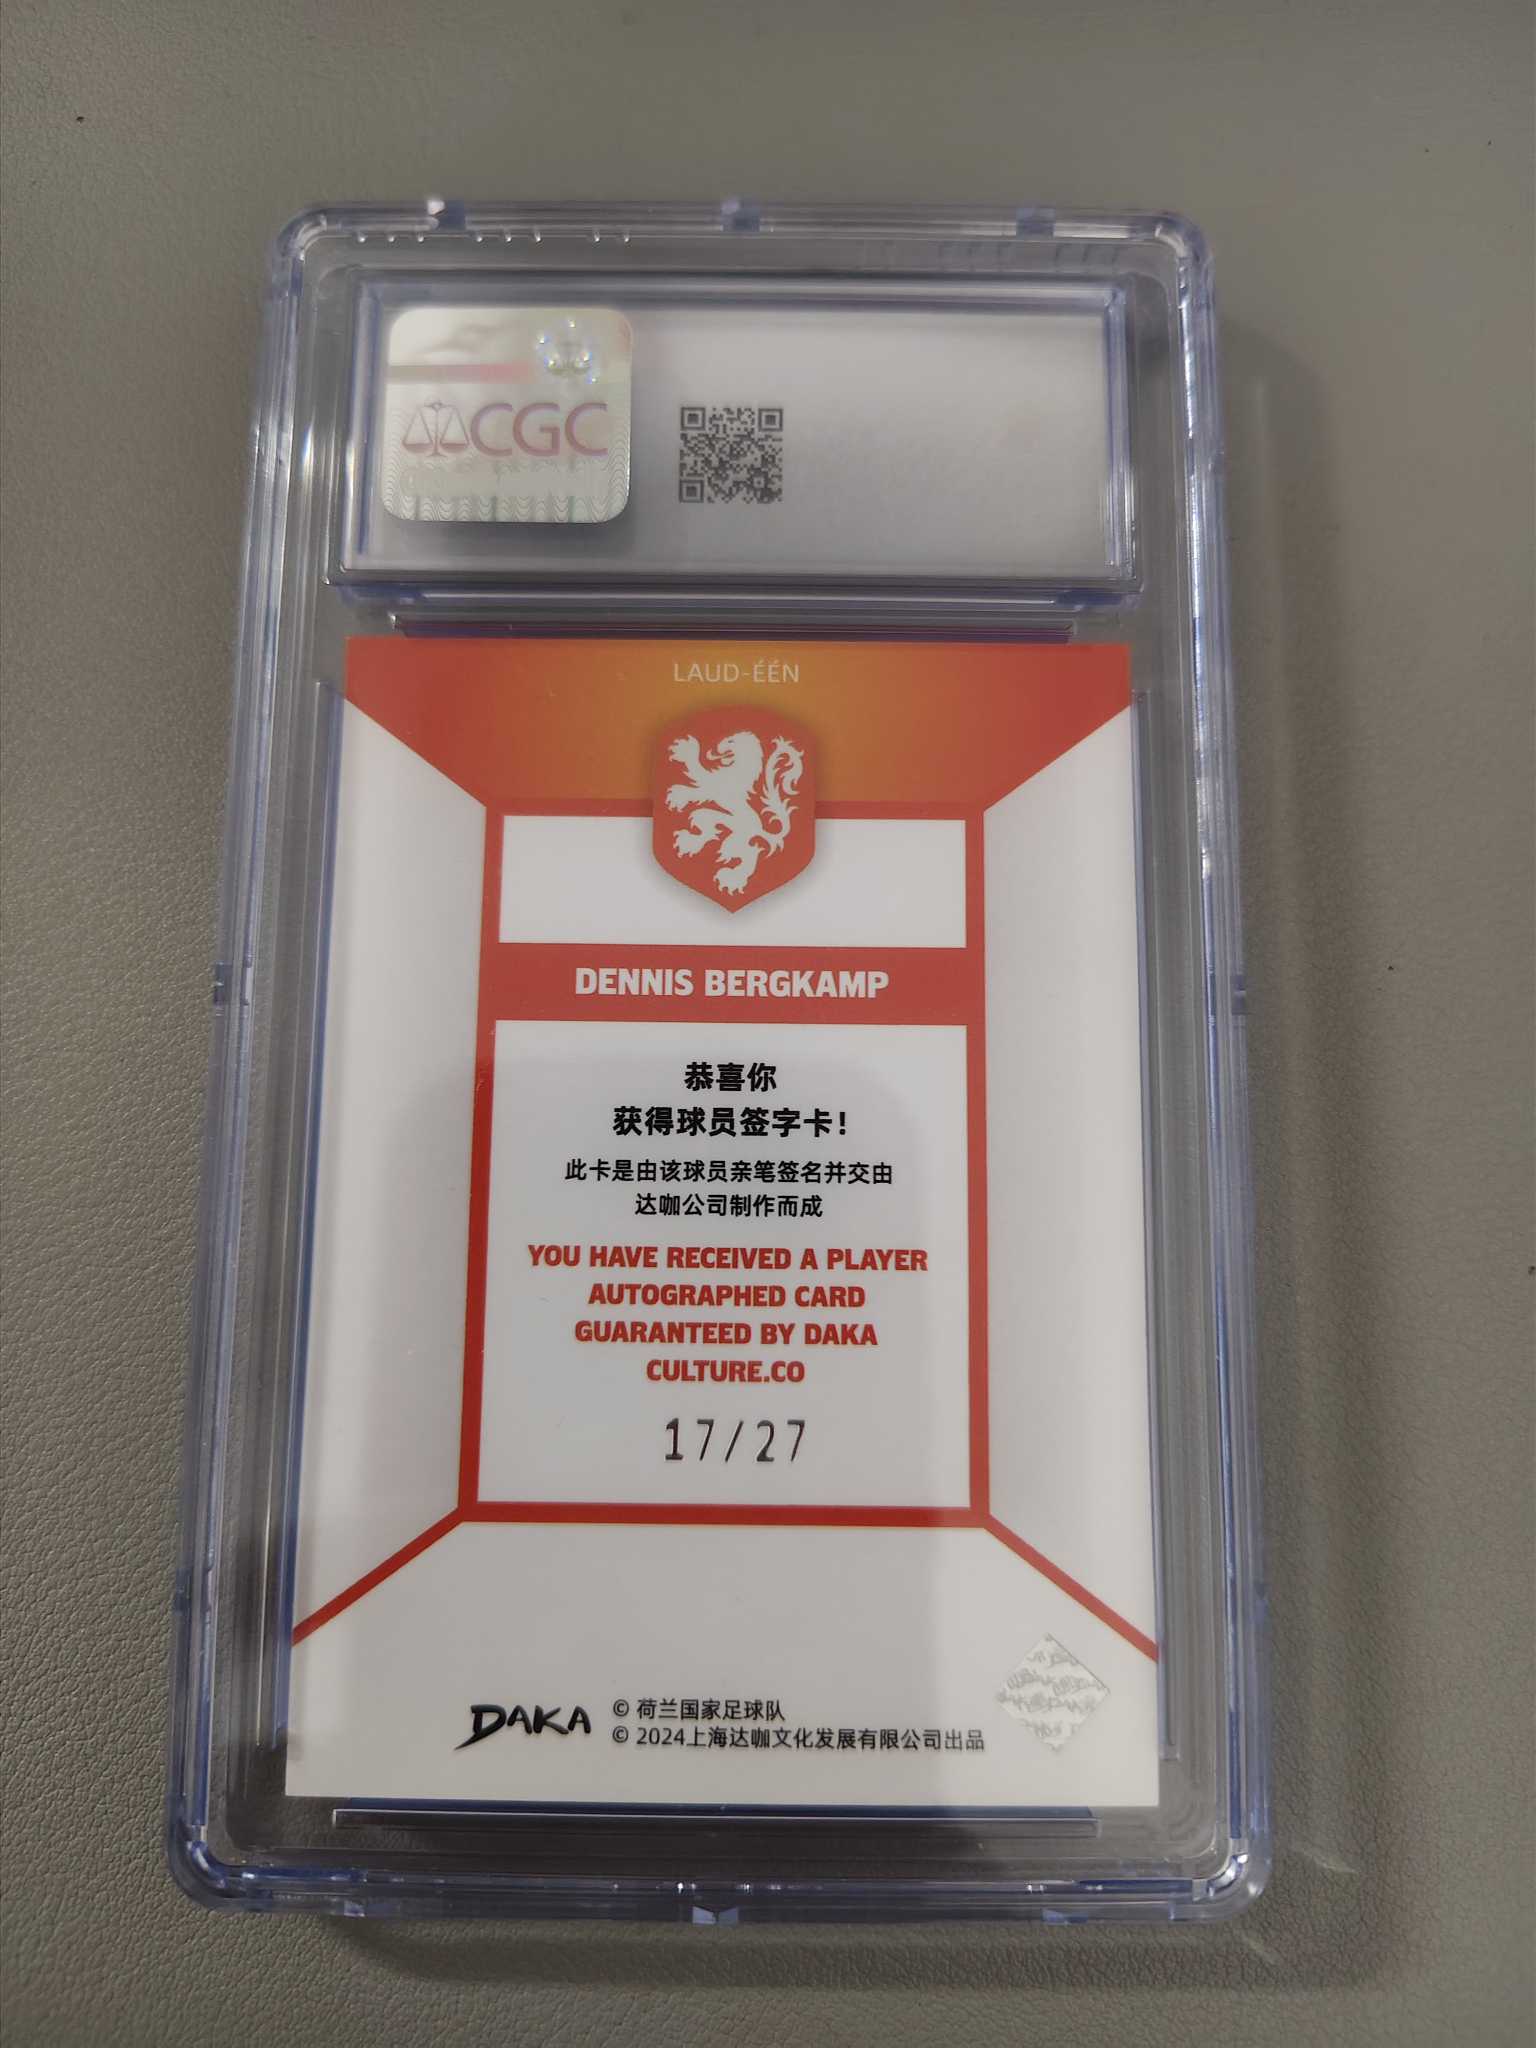 CGC
LAUD-ÉÉN
DENNIS BERGKAMP
恭喜你
获得球员签字卡!
此卡是由该球员亲笔签名并交由
达咖公司制作而成
YOU HAVE RECEIVED A PLAYER
AUTOGRAPHED CARD
GUARANTEED BY DAKA
CULTURE.CO
17/27
DAKA
© 荷兰国家足球队
© 2024上海达咖文化发展有限公司出品